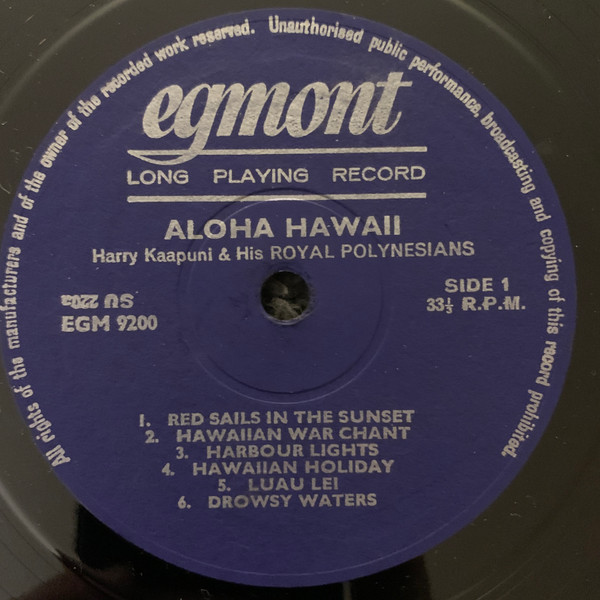 All rights of the manufacturers and of the owner of the recorded work reserved. Unauthorised public performance, broadcasting and copying of this record prohibited.
egmont
LONG PLAYING RECORD
ALOHA HAWAII
Harry Kaapuni & His ROYAL POLYNESIANS
SIDE 1
SU 220a
33⅓ R.P.M.
EGM 9200
1. RED SAILS IN THE SUNSET
2. HAWAIIAN WAR CHANT
3. HARBOUR LIGHTS
4. HAWAIIAN HOLIDAY
5. LUAU LEI
6. DROWSY WATERS